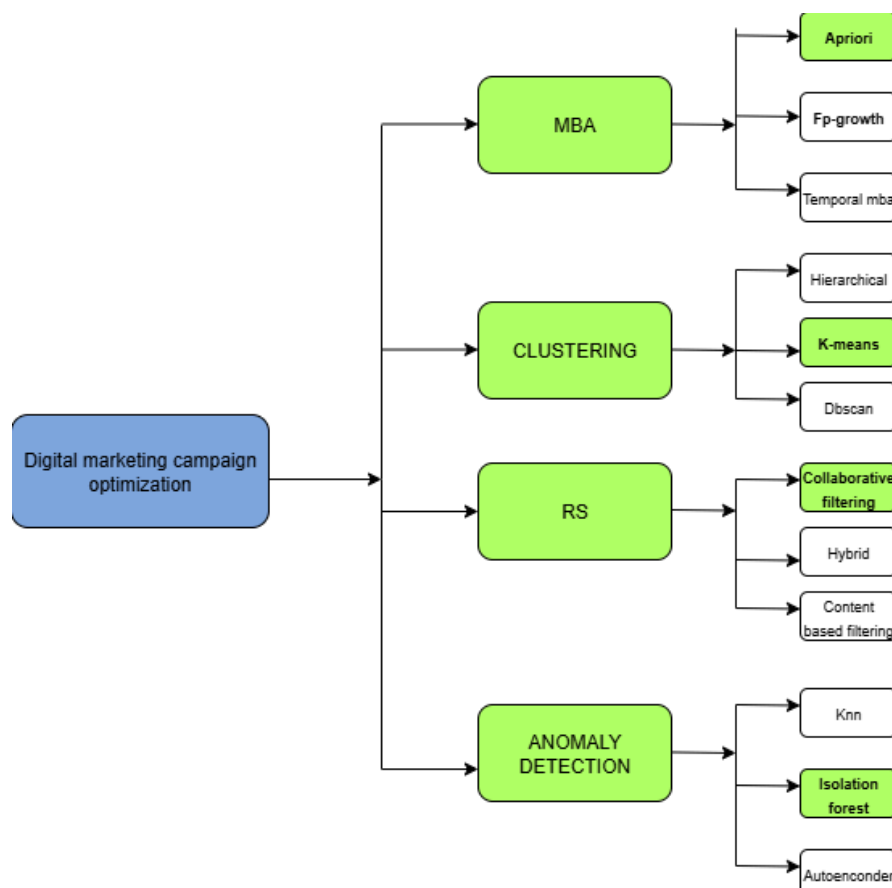 Apriori
MBA
Fp-growth
Temporal mba
Hierarchical
CLUSTERING
K-means
Dbscan
Digital marketing campaign
optimization
Collaborative
filtering
RS
Hybrid
Content
based filtering
Knn
ANOMALY
DETECTION
Isolation
forest
Autoenconder